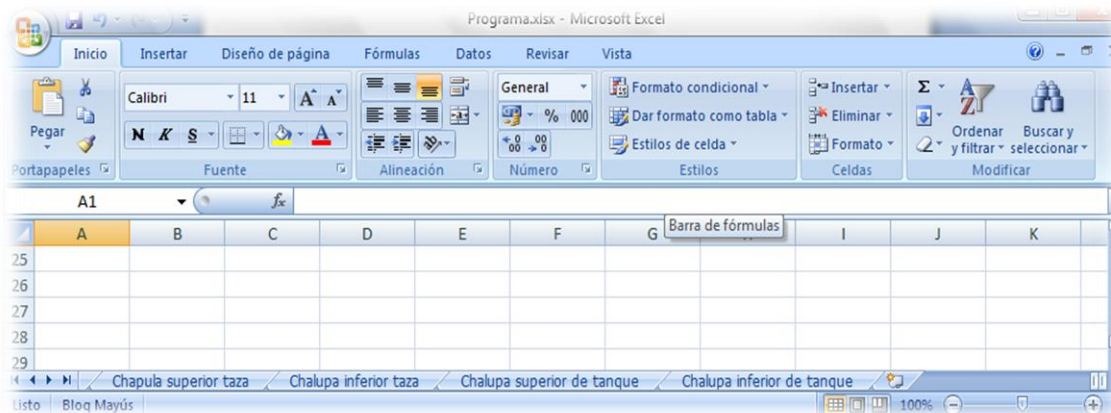 Programa.xlsx - Microsoft Excel
Inicio Insertar Diseño de página Fórmulas Datos Revisar Vista
Pegar
Portapapeles
Calibri 11 A A
N K S A
Fuente
Alineación
General
% 000
Número
Formato condicional
Dar formato como tabla
Estilos de celda
Estilos
Insertar
Eliminar
Formato
Celdas
Σ
Ordenar y filtrar
Buscar y seleccionar
Modificar
A1 fx
Barra de fórmulas
A B C D E F G I J K
25
26
27
28
29
Chapula superior taza Chalupa inferior taza Chalupa superior de tanque Chalupa inferior de tanque
Listo Bloq Mayús 100%